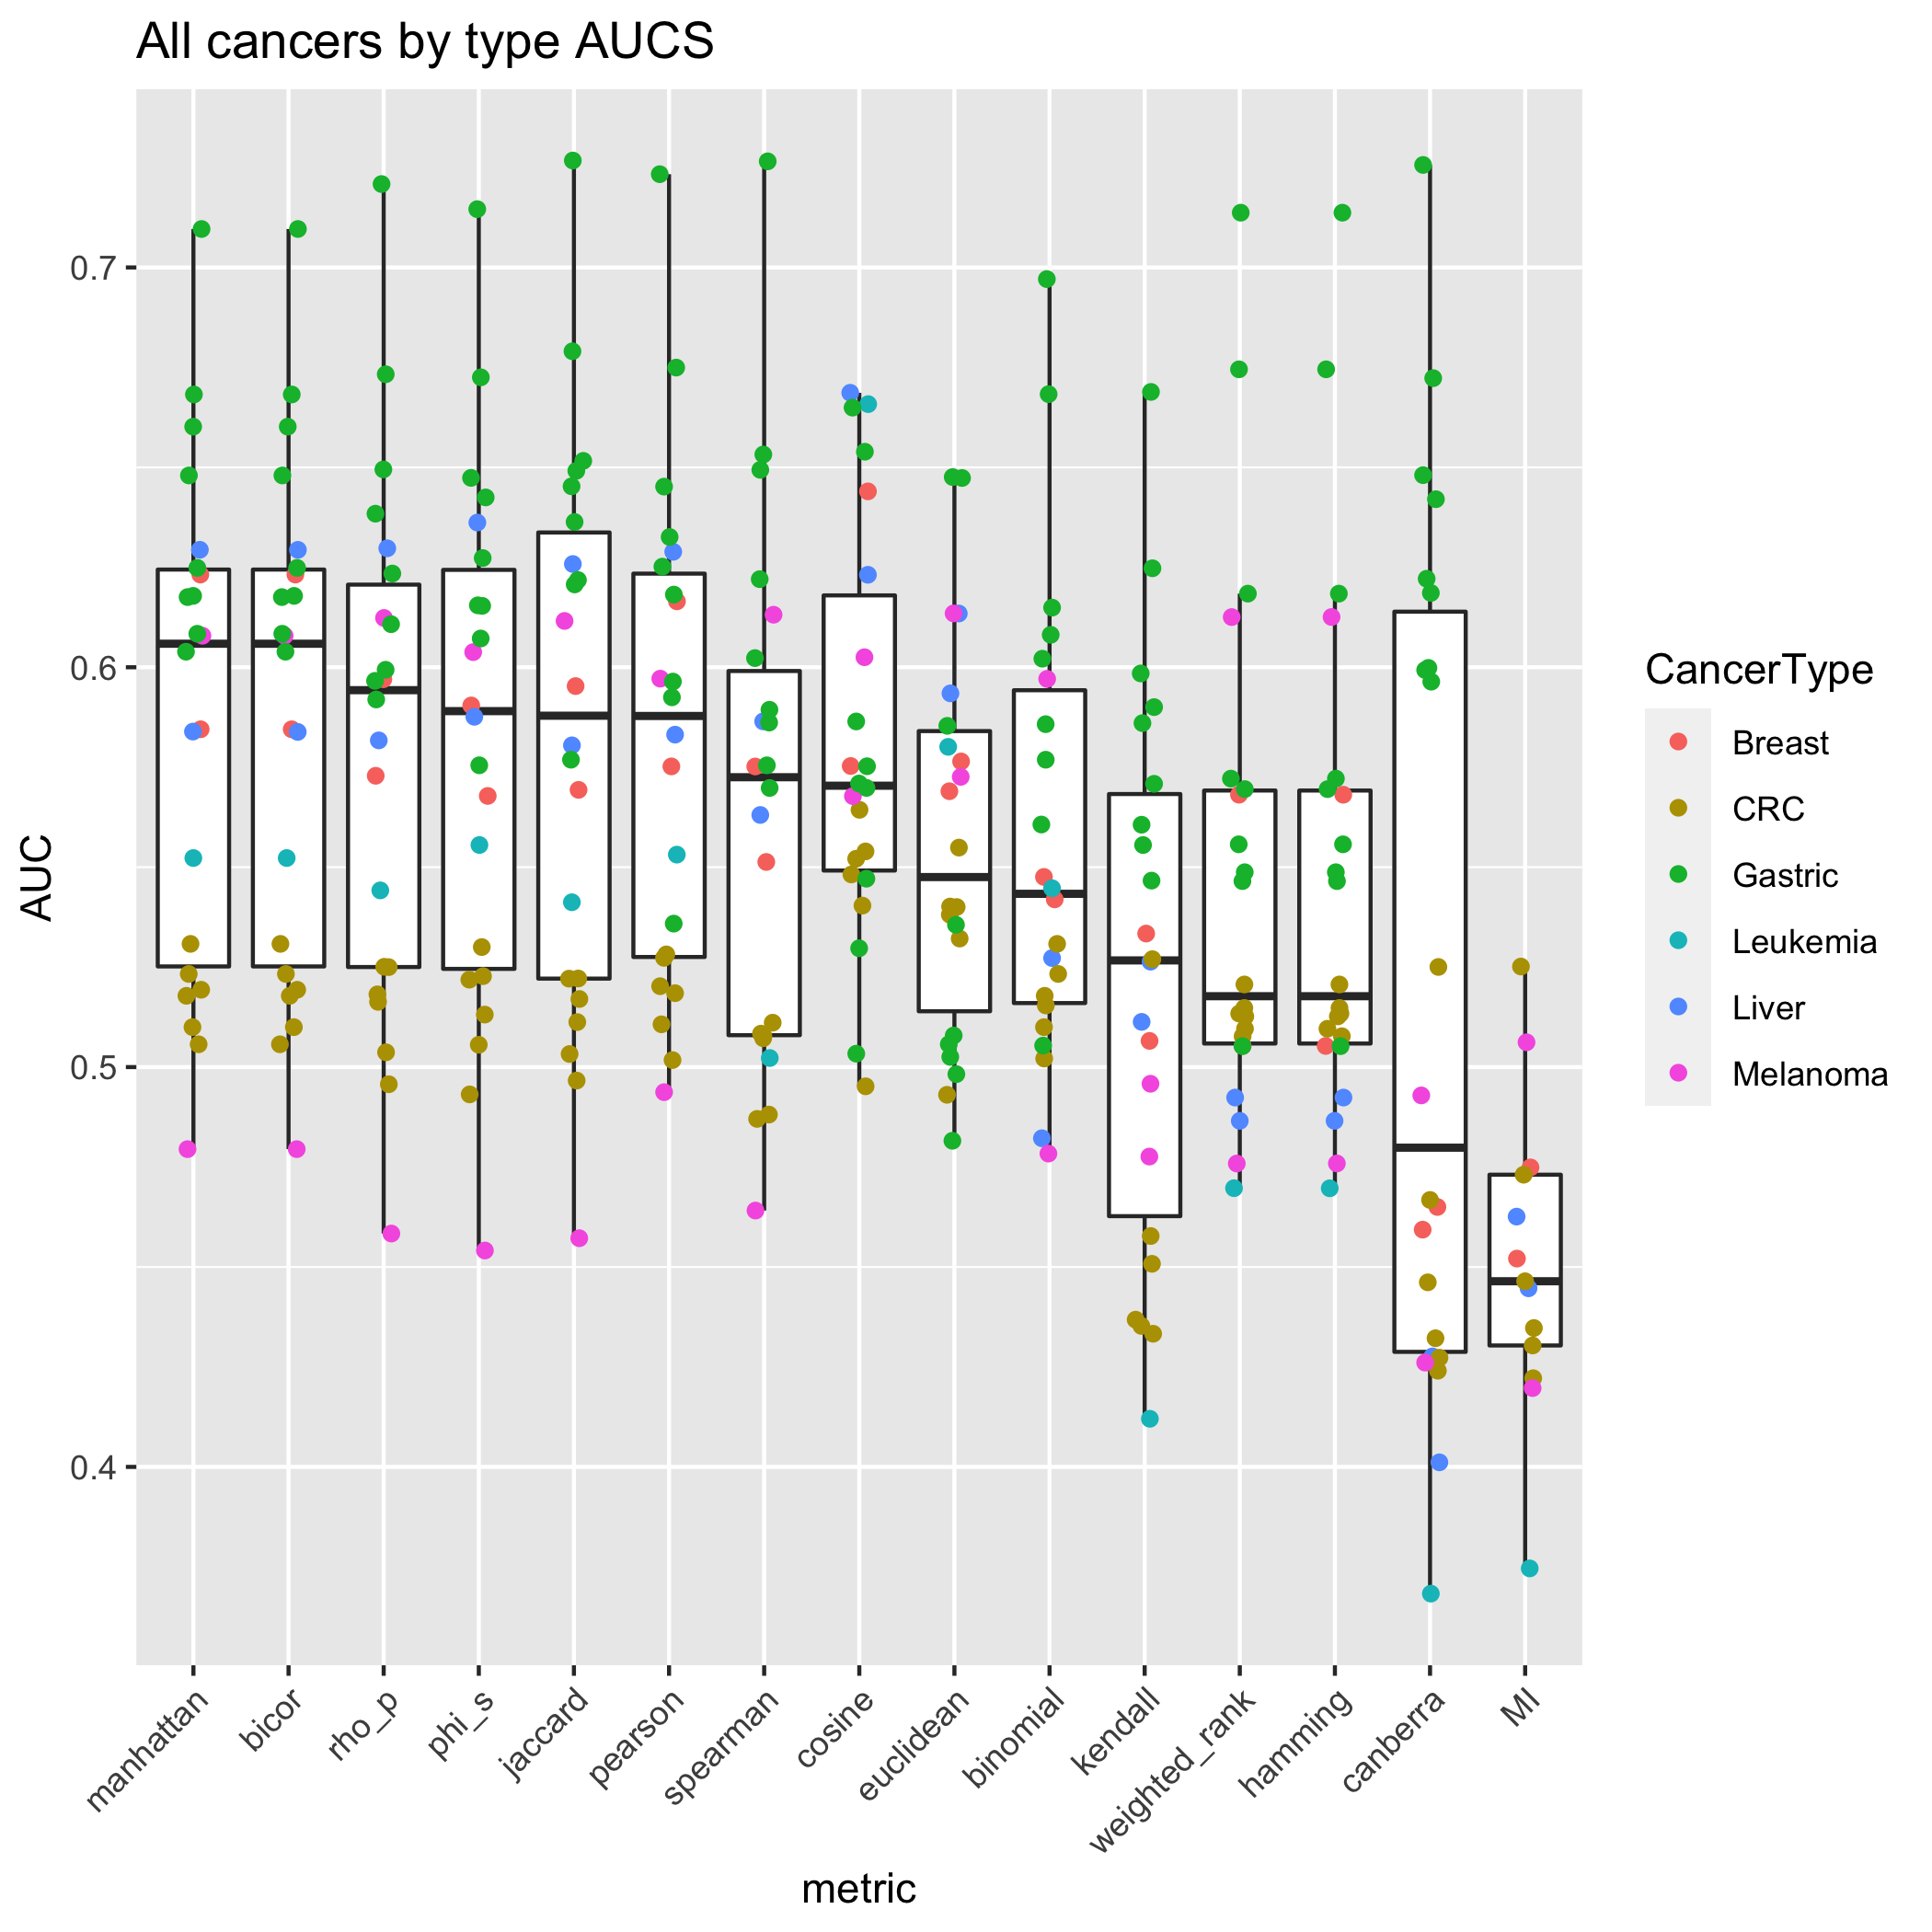 All cancers by type AUCS
AUC
0.7
0.6
0.5
0.4
manhattan
bicor
rho_p
phi_s
jaccard
pearson
spearman
cosine
euclidean
binomial
kendall
weighted_rank
hamming
canberra
MI
metric
CancerType
Breast
CRC
Gastric
Leukemia
Liver
Melanoma